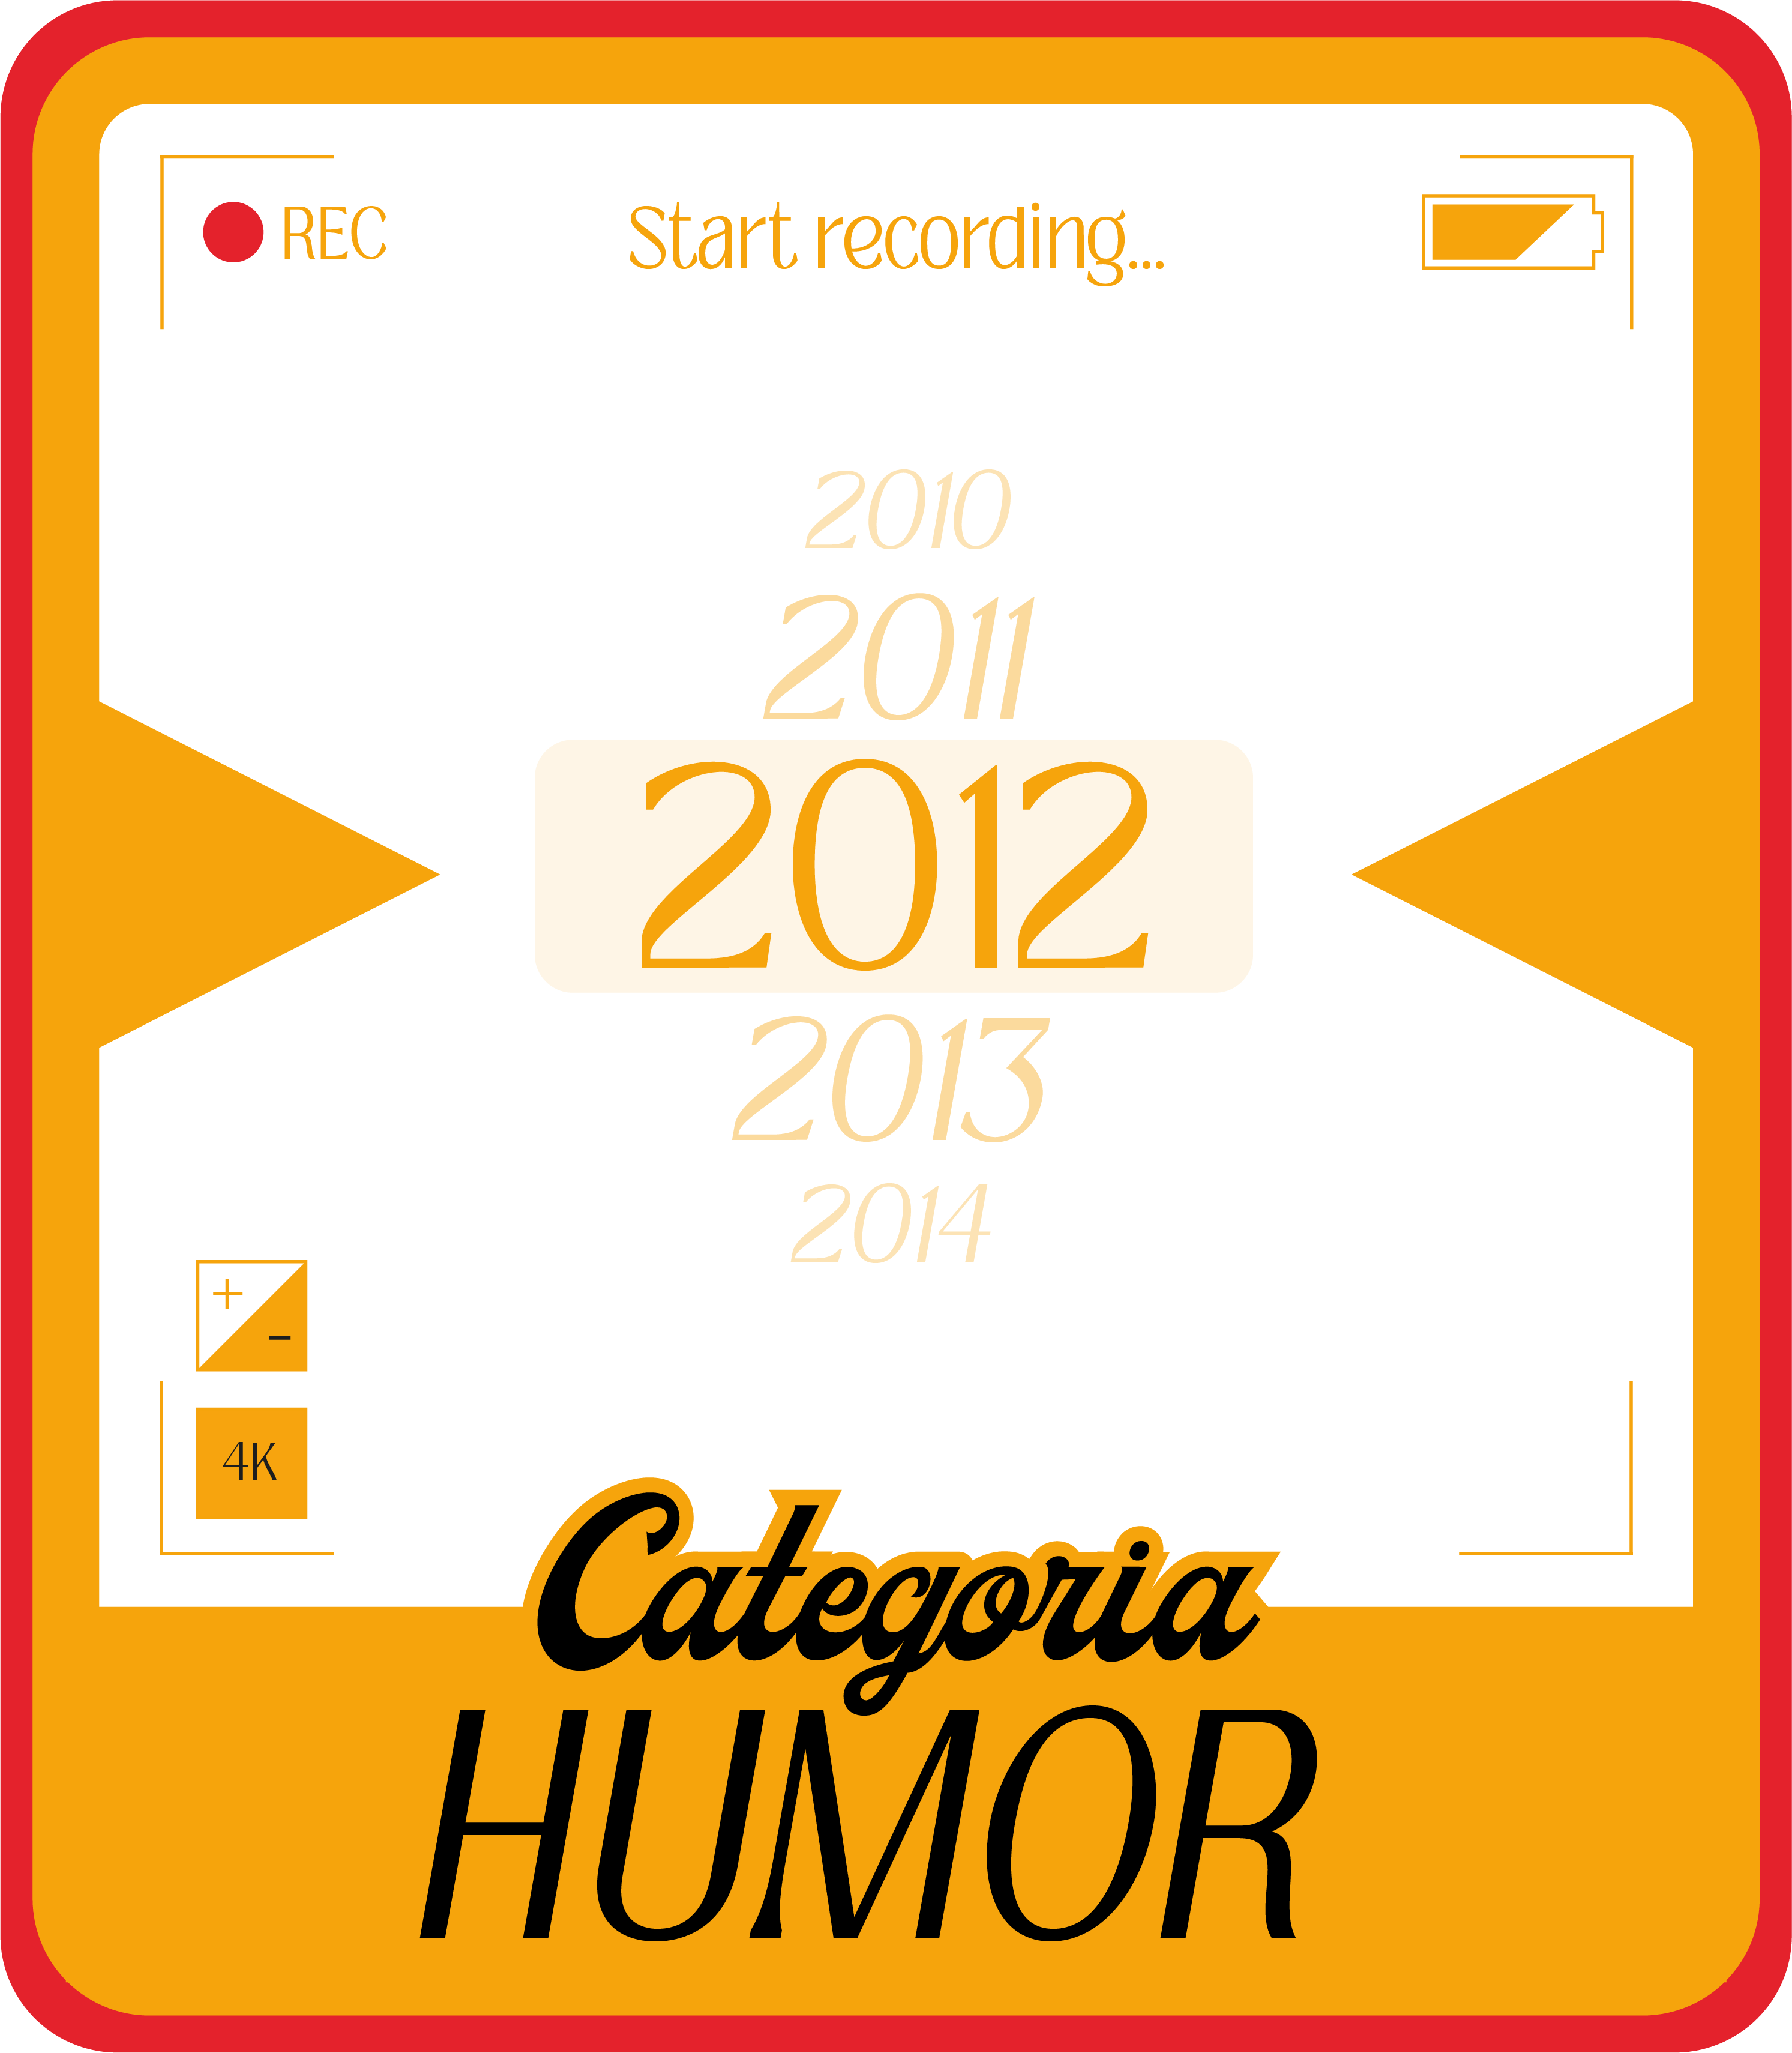 REC
Start recording...
2010
2011
2012
2013
2014
+
-
4K
Categoria
HUMOR